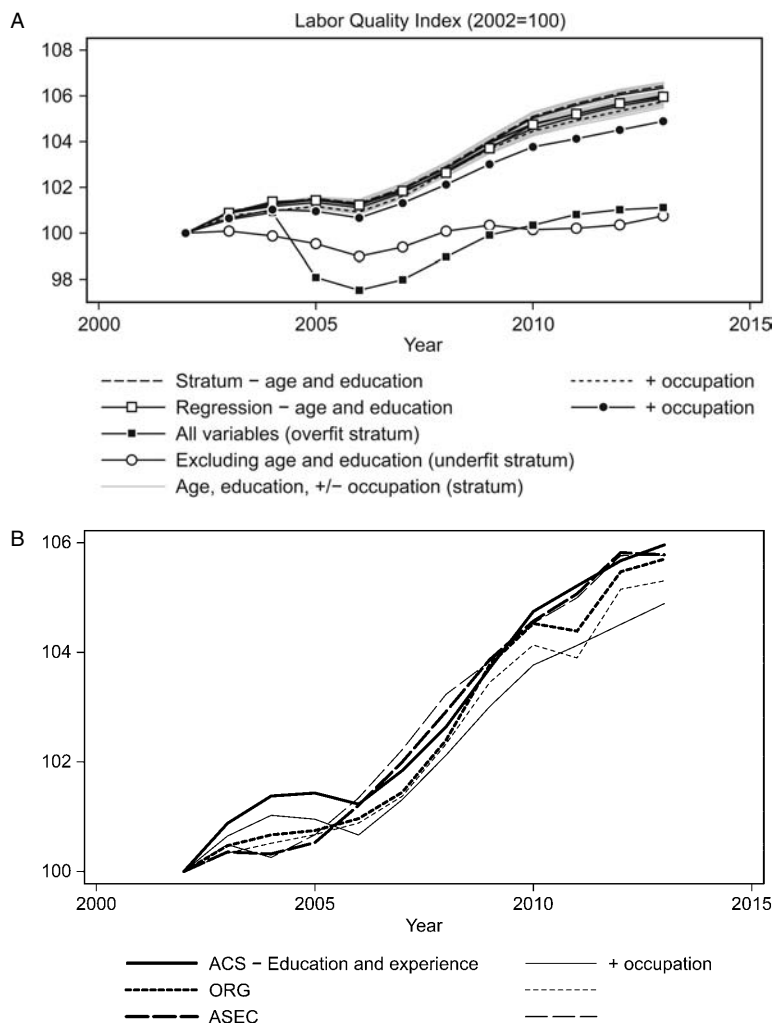 A
Labor Quality Index (2002=100)
108
106
104
102
100
98
2000 2005 2010 2015
Year
Stratum − age and education + occupation
Regression − age and education + occupation
All variables (overfit stratum)
Excluding age and education (underfit stratum)
Age, education, +/− occupation (stratum)
B
106
104
102
100
2000 2005 2010 2015
Year
ACS − Education and experience + occupation
ORG
ASEC